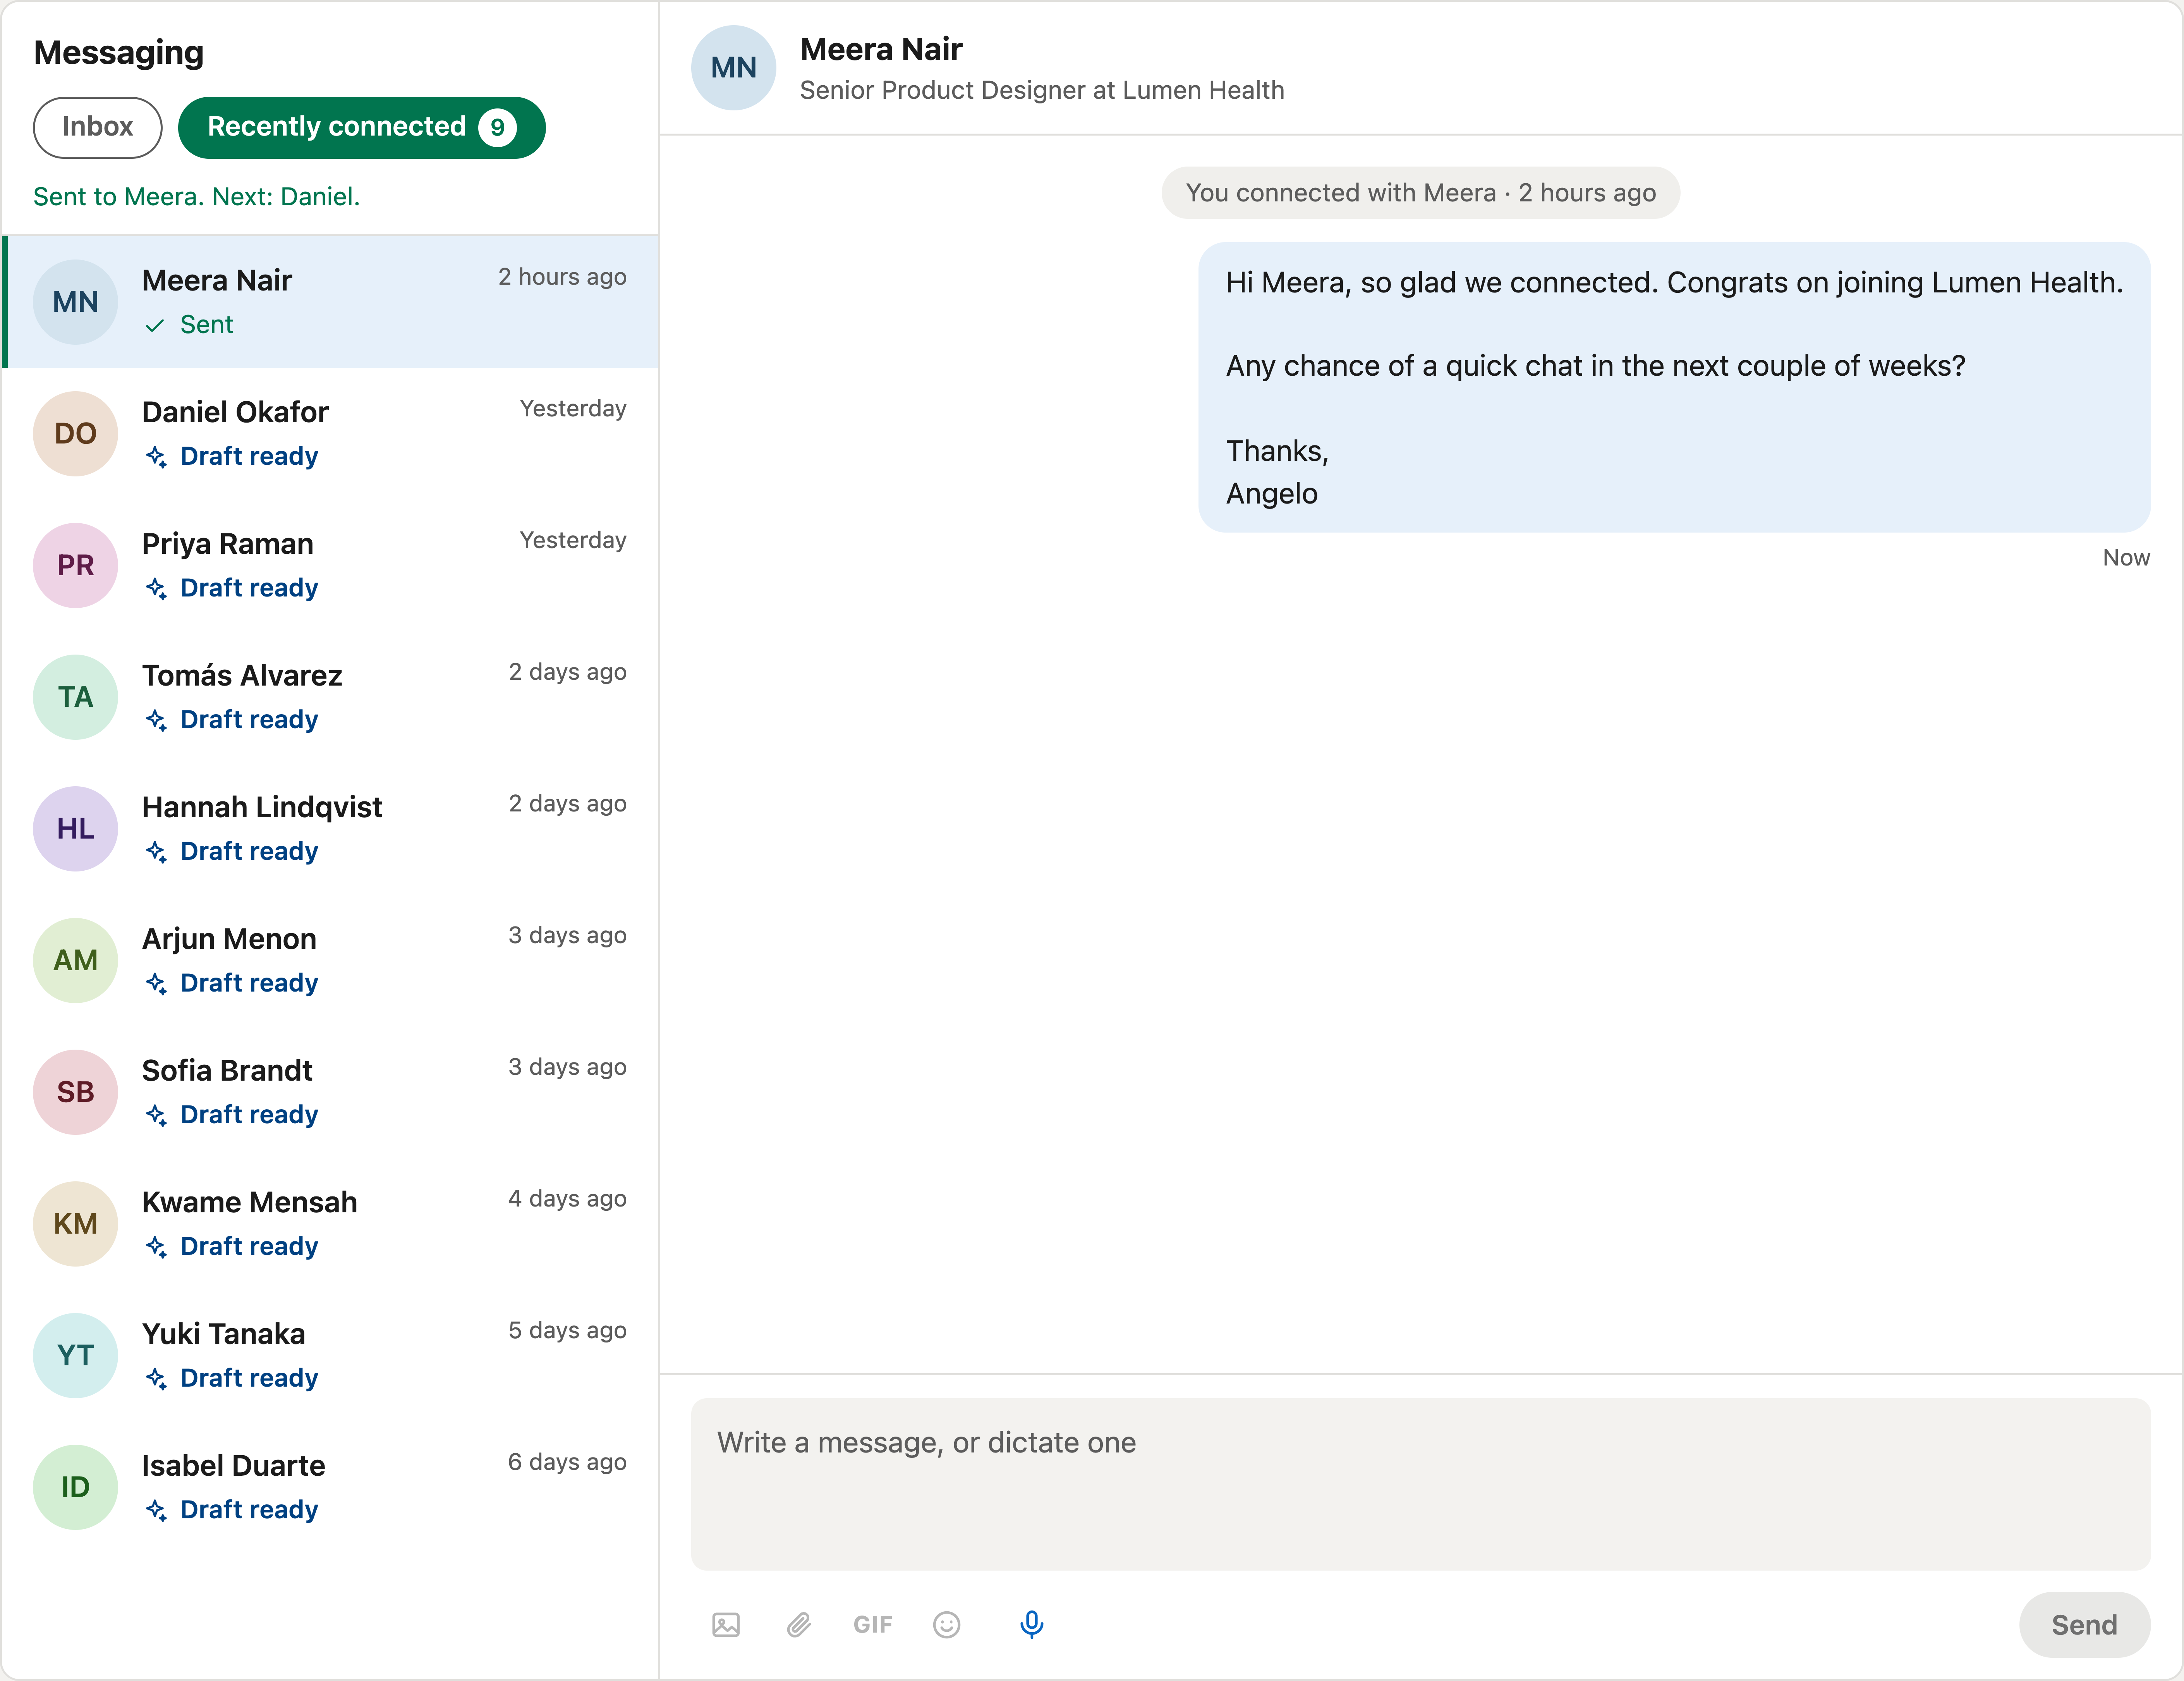 Messaging
Inbox
Recently connected 9
Sent to Meera. Next: Daniel.
MN
Meera Nair
2 hours ago
Sent
DO
Daniel Okafor
Yesterday
Draft ready
PR
Priya Raman
Yesterday
Draft ready
TA
Tomás Alvarez
2 days ago
Draft ready
HL
Hannah Lindqvist
2 days ago
Draft ready
AM
Arjun Menon
3 days ago
Draft ready
SB
Sofia Brandt
3 days ago
Draft ready
KM
Kwame Mensah
4 days ago
Draft ready
YT
Yuki Tanaka
5 days ago
Draft ready
ID
Isabel Duarte
6 days ago
Draft ready
MN
Meera Nair
Senior Product Designer at Lumen Health
You connected with Meera · 2 hours ago
Hi Meera, so glad we connected. Congrats on joining Lumen Health.
Any chance of a quick chat in the next couple of weeks?
Thanks,
Angelo
Now
Write a message, or dictate one
GIF
Send